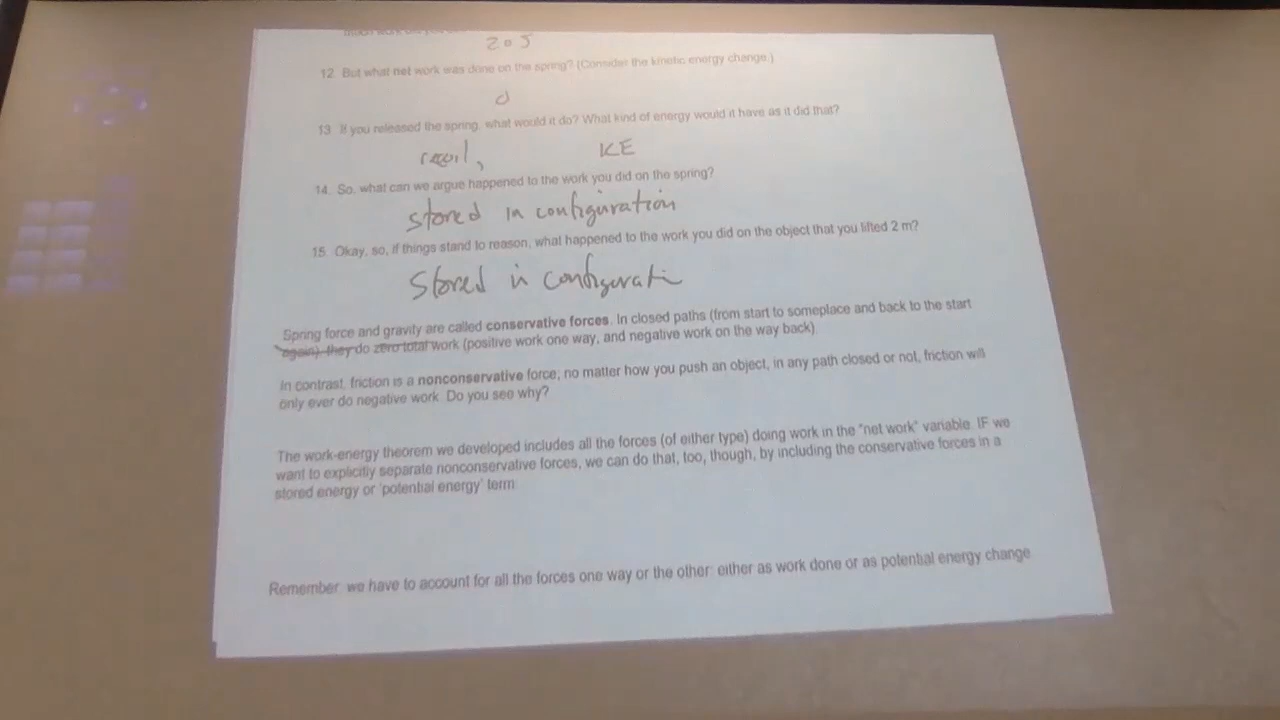 20J
12. But what net work was done on the spring? (Consider the kinetic energy change.)
0
13. If you released the spring, what would it do? What kind of energy would it have as it did that?
recoil, KE
14. So, what can we argue happened to the work you did on the spring?
stored in configuration
15. Okay, so, if things stand to reason, what happened to the work you did on the object that you lifted 2 m?
Stored in configurati
Spring force and gravity are called conservative forces. In closed paths (from start to someplace and back to the start
again), they do zero total work (positive work one way, and negative work on the way back).
In contrast, friction is a nonconservative force; no matter how you push an object, in any path closed or not, friction will
only ever do negative work. Do you see why?
The work-energy theorem we developed includes all the forces (of either type) doing work in the "net work" variable. IF we
want to explicitly separate nonconservative forces, we can do that, too, though, by including the conservative forces in a
stored energy or 'potential energy' term.
Remember: we have to account for all the forces one way or the other: either as work done or as potential energy change.